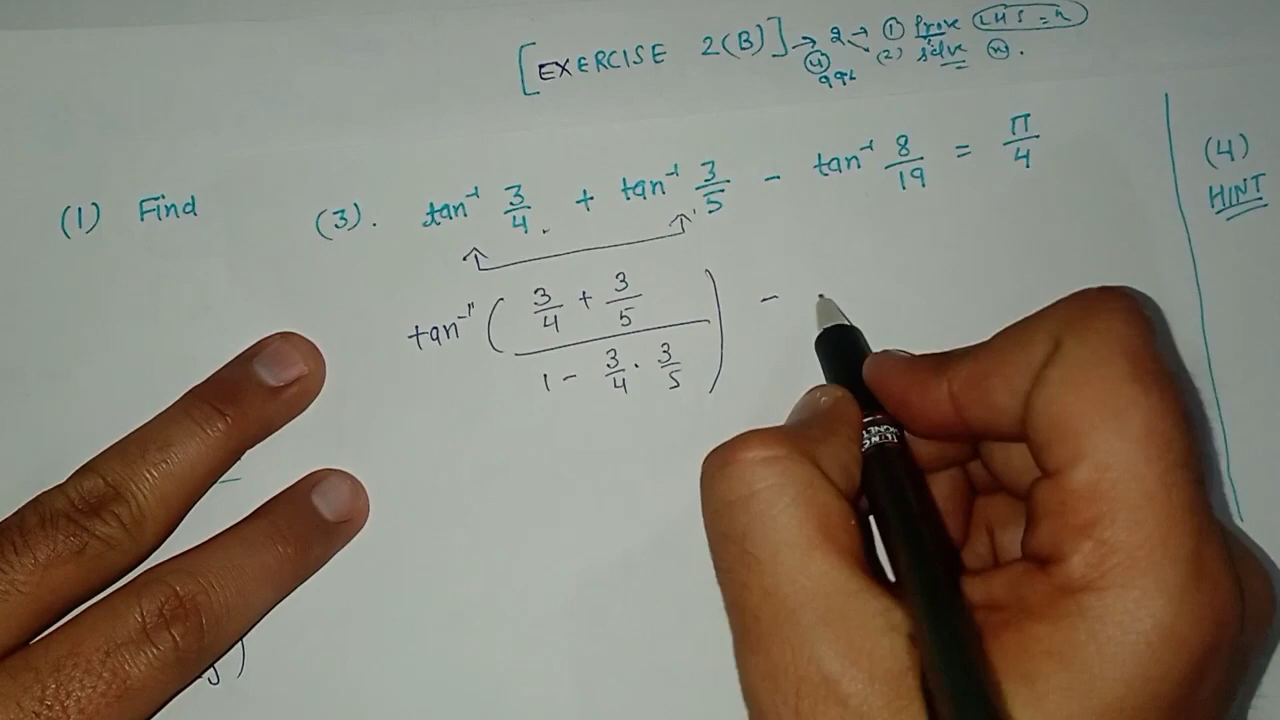 [EXERCISE 2(B)] → 2 → ① Prove LHS = R
④ (2) solve ⓧ.
(1) Find (3). tan⁻¹ 3/4 + tan⁻¹ 3/5 - tan⁻¹ 8/19 = π/4
(4)
HINT
tan⁻¹ ( (3/4 + 3/5) / (1 - 3/4 · 3/5) ) -